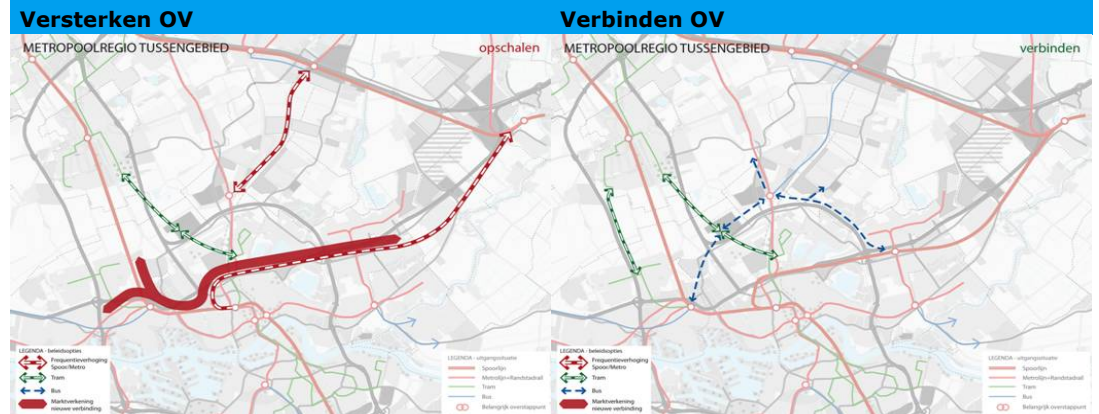 Versterken OV
METROPOOLREGIO TUSSENGEBIED
opschalen
LEGENDA - beleidsopties
Frequentieverhoging
Spoor/Metro
Tram
Bus
Marktverkening
nieuwe verbinding
LEGENDA - uitgangssituatie
Spoorlijn
Metrolijn+Randstadrail
Tram
Bus
Belangrijk overstappunt
Verbinden OV
METROPOOLREGIO TUSSENGEBIED
verbinden
LEGENDA - beleidsopties
Frequentieverhoging
Spoor/Metro
Tram
Bus
Marktverkening
nieuwe verbinding
LEGENDA - uitgangssituatie
Spoorlijn
Metrolijn+Randstadrail
Tram
Bus
Belangrijk overstappunt